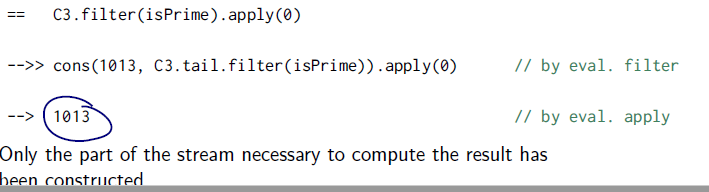 == C3.filter(isPrime).apply(0)
-->> cons(1013, C3.tail.filter(isPrime)).apply(0) // by eval. filter
--> 1013 // by eval. apply
Only the part of the stream necessary to compute the result has
been constructed